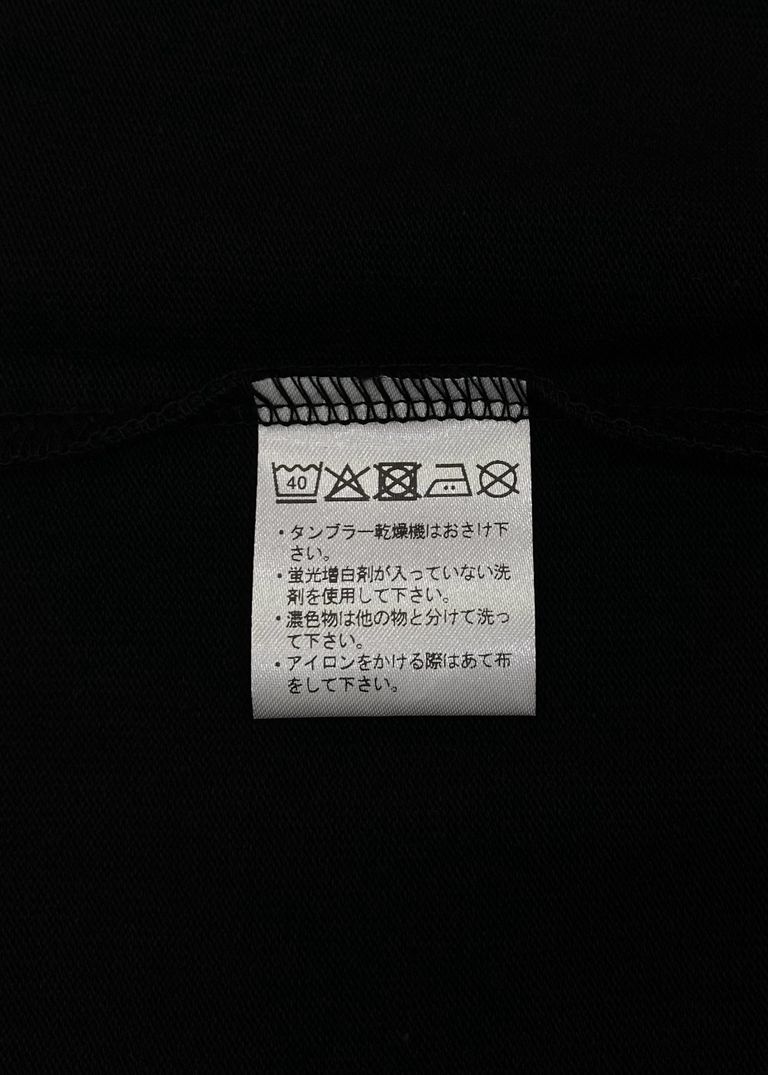 40
・タンブラー乾燥機はおさけ下
さい。
・蛍光増白剤が入っていない洗
剤を使用して下さい。
・濃色物は他の物と分けて洗っ
て下さい。
・アイロンをかける際はあて布
をして下さい。